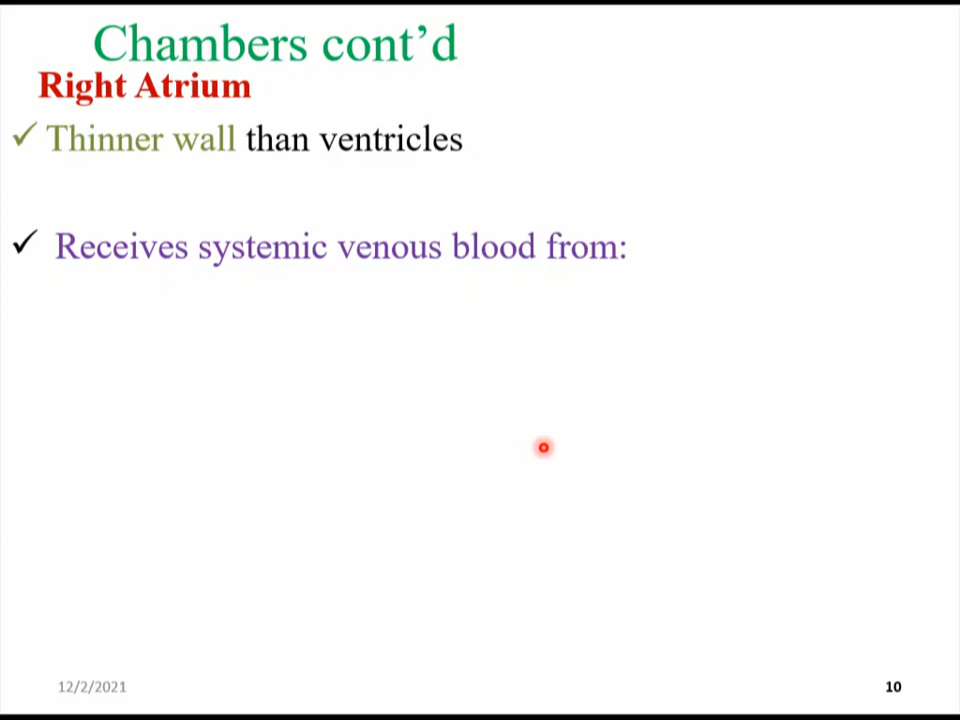 Chambers cont’d
Right Atrium
✓ Thinner wall than ventricles
✓ Receives systemic venous blood from:
12/2/2021
10